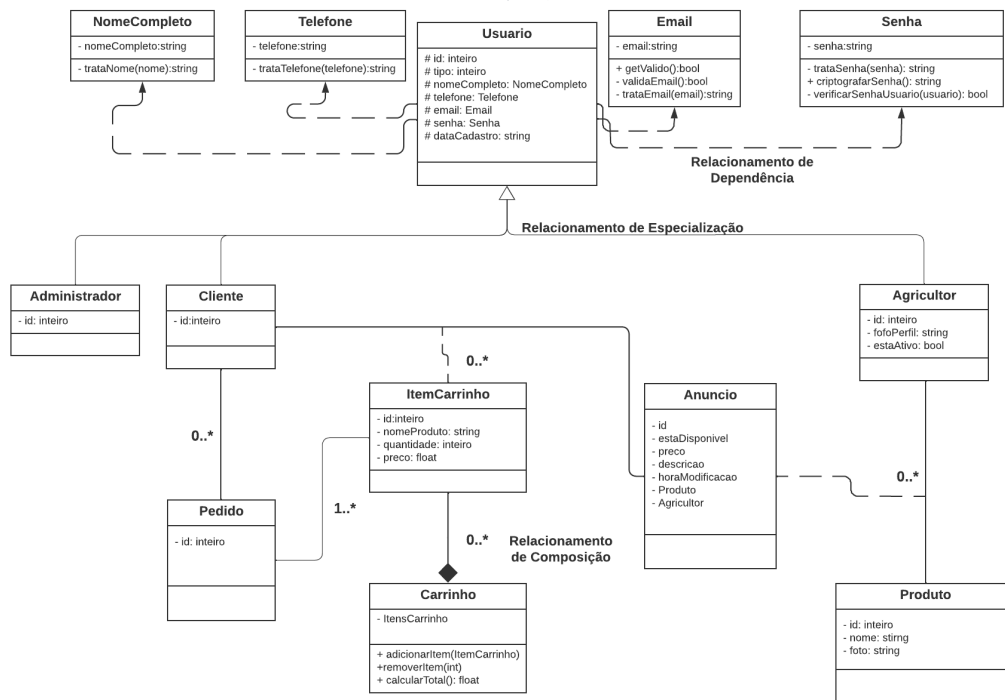 NomeCompleto
- nomeCompleto:string
- trataNome(nome):string
Telefone
- telefone:string
- trataTelefone(telefone):string
Usuario
# id: inteiro
# tipo: inteiro
# nomeCompleto: NomeCompleto
# telefone: Telefone
# email: Email
# senha: Senha
# dataCadastro: string
Email
- email:string
+ getValido():bool
- validaEmail():bool
- trataEmail(email):string
Senha
- senha:string
- trataSenha(senha): string
+ criptografarSenha(): string
- verificarSenhaUsuario(usuario): bool
Relacionamento de
Dependência
Relacionamento de Especialização
Administrador
- id: inteiro
Cliente
- id:inteiro
Agricultor
- id: inteiro
- fofoPerfil: string
- estaAtivo: bool
0..*
ItemCarrinho
- id:inteiro
- nomeProduto: string
- quantidade: inteiro
- preco: float
Anuncio
- id
- estaDisponivel
- preco
- descricao
- horaModificacao
- Produto
- Agricultor
0..*
0..*
Pedido
- id: inteiro
1..*
0..*
Relacionamento
de Composição
Carrinho
- ItensCarrinho
+ adicionarItem(ItemCarrinho)
+removerItem(int)
+ calcularTotal(): float
Produto
- id: inteiro
- nome: stirng
- foto: string